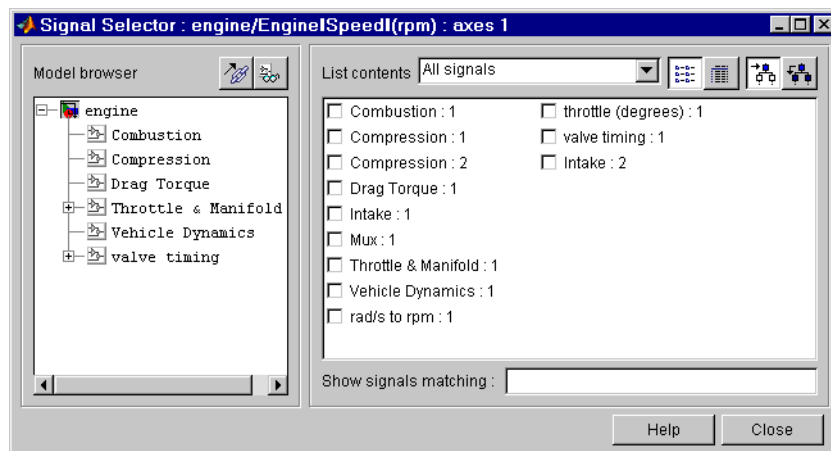 Signal Selector : engine/EngineISpeedI(rpm) : axes 1
Model browser
engine
Combustion
Compression
Drag Torque
Throttle & Manifold
Vehicle Dynamics
valve timing
List contents All signals
Combustion : 1
Compression : 1
Compression : 2
Drag Torque : 1
Intake : 1
Mux : 1
Throttle & Manifold : 1
Vehicle Dynamics : 1
rad/s to rpm : 1
throttle (degrees) : 1
valve timing : 1
Intake : 2
Show signals matching :
Help Close